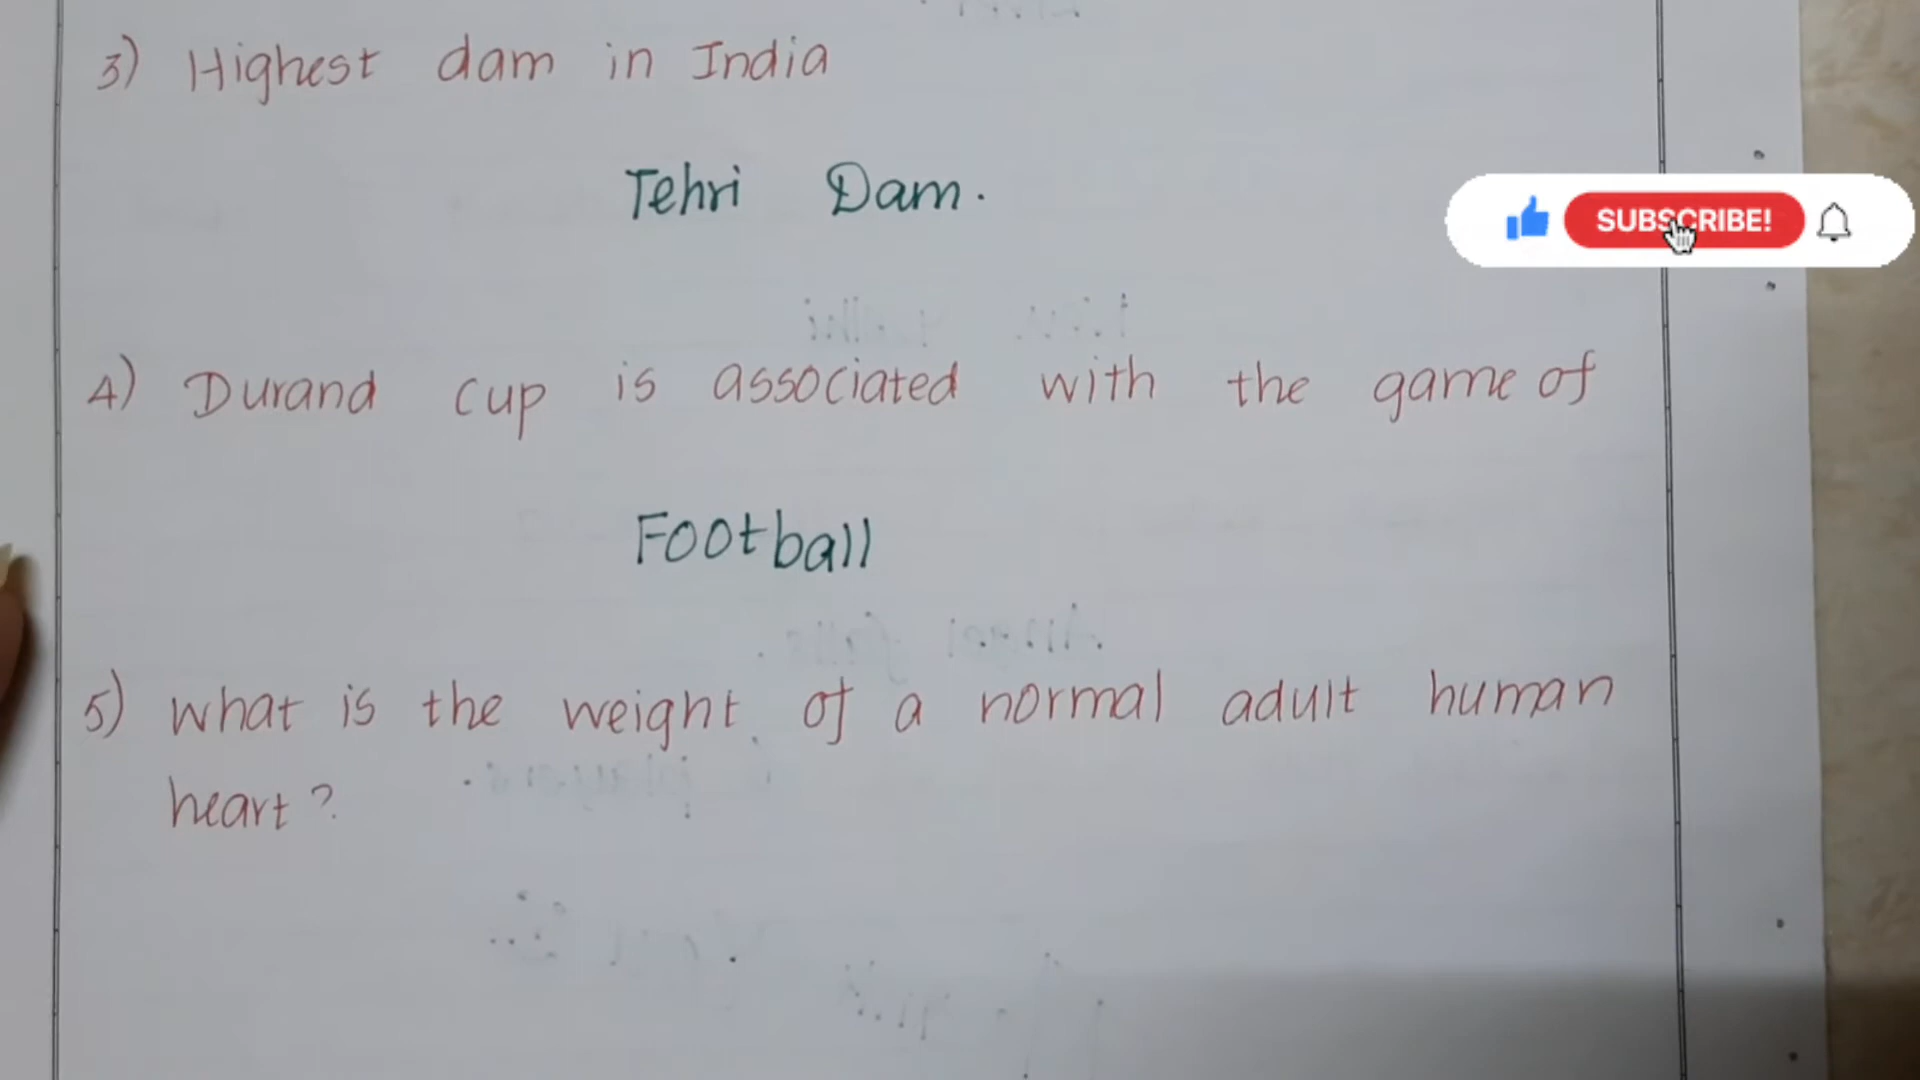 3) Highest dam in India
Tehri Dam.
SUBSCRIBE!
4) Durand cup is associated with the game of
Football
5) what is the weight of a normal adult human
heart?